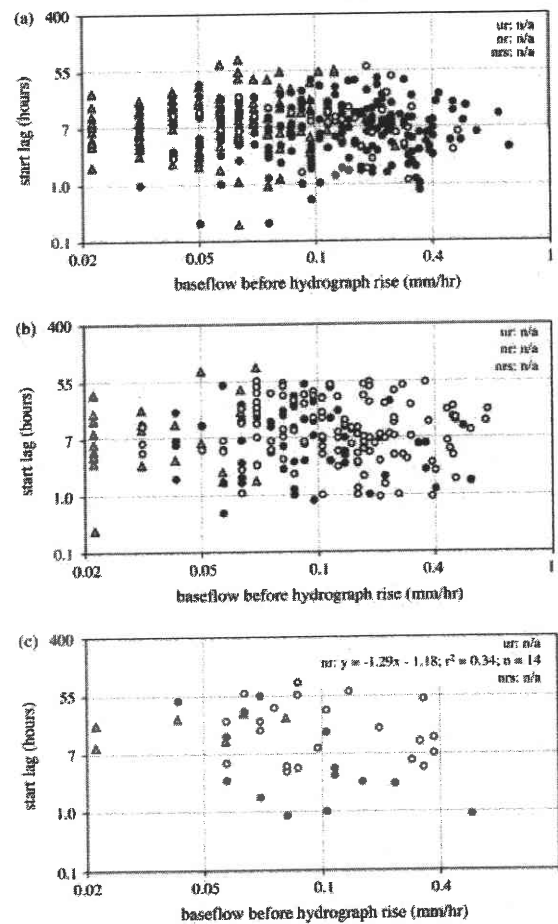 (a)
400
55
7
1.0
0.1
start lag (hours)
ur: n/a
nr: n/a
nrs: n/a
0.02 0.05 0.1 0.4 1
baseflow before hydrograph rise (mm/hr)
(b)
400
55
7
1.0
0.1
start lag (hours)
ur: n/a
nr: n/a
nrs: n/a
0.02 0.05 0.1 0.4 1
baseflow before hydrograph rise (mm/hr)
(c)
400
55
7
1.0
0.1
start lag (hours)
ur: n/a
nr: y = -1.29x - 1.18; r² = 0.34; n = 14
nrs: n/a
0.02 0.05 0.1 0.4
baseflow before hydrograph rise (mm/hr)